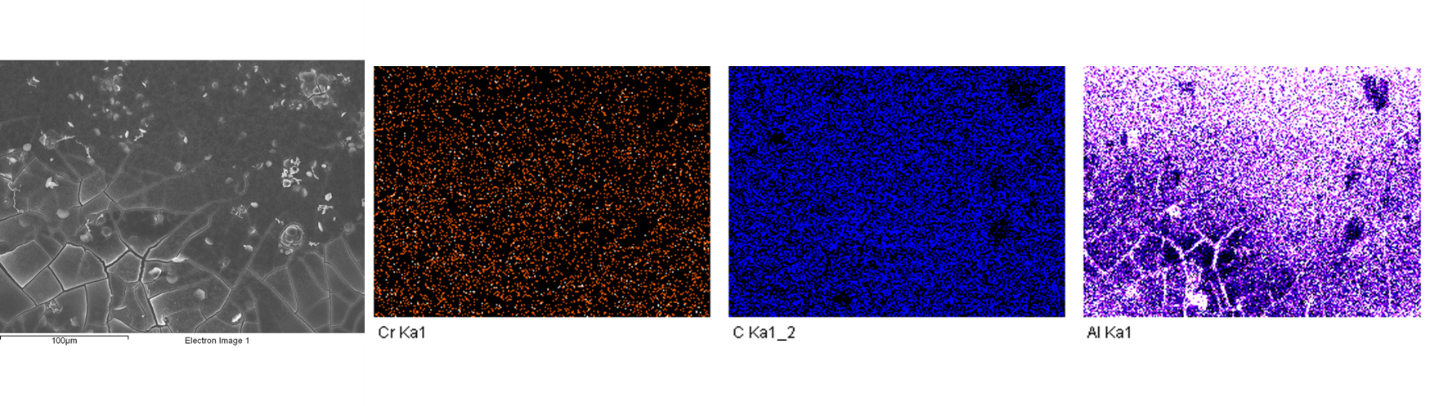 100µm
Electron Image 1
Cr Ka1
C Ka1_2
Al Ka1